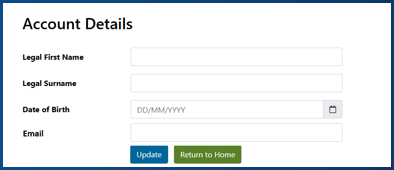 Account Details
Legal First Name
Legal Surname
Date of Birth DD/MM/YYYY
Email
Update Return to Home